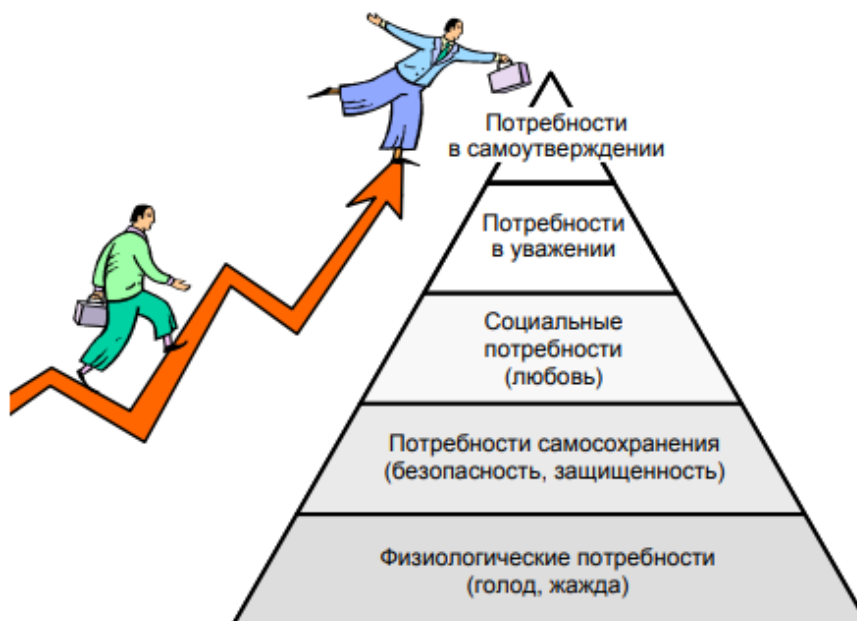 Потребности
в самоутверждении
Потребности
в уважении
Социальные
потребности
(любовь)
Потребности самосохранения
(безопасность, защищенность)
Физиологические потребности
(голод, жажда)